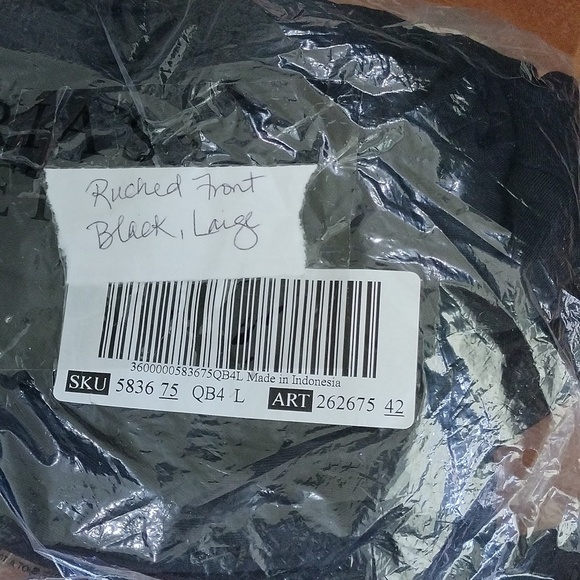 Ruched Front
Black, Large
3600000583675QB4L Made in Indonesia
SKU 5836 75 QB4 L ART 262675 42